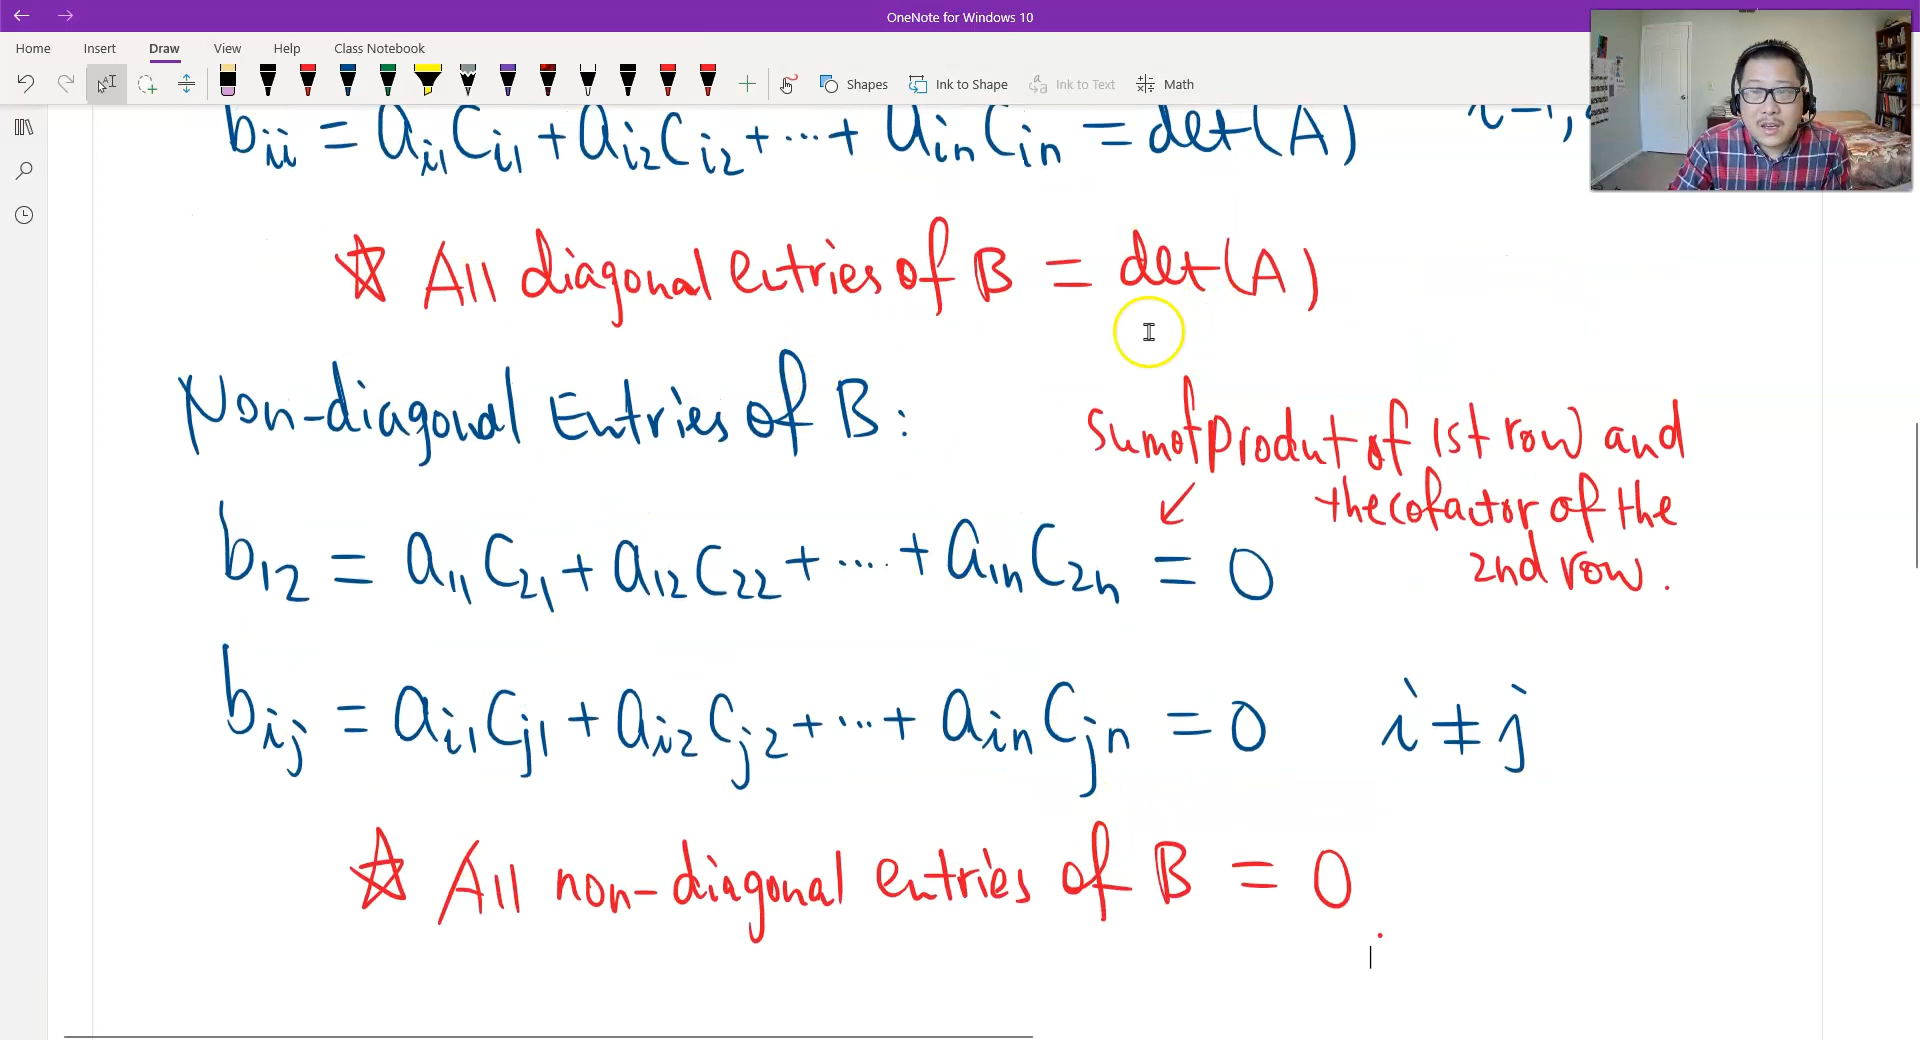 OneNote for Windows 10
Home Insert Draw View Help Class Notebook
Shapes Ink to Shape Ink to Text Math
bᵢᵢ = aᵢ₁Cᵢ₁ + aᵢ₂Cᵢ₂ + ... + aᵢₙCᵢₙ = det(A)
☆ All diagonal entries of B = det(A)
Non-diagonal Entries of B:
sum of produt of 1st row and
the cofactor of the
2nd row.
b₁₂ = a₁₁C₂₁ + a₁₂C₂₂ + .... + a₁ₙC₂ₙ = 0
bᵢⱼ = aᵢ₁Cⱼ₁ + aᵢ₂Cⱼ₂ + ... + aᵢₙCⱼₙ = 0 i ≠ j
☆ All non-diagonal entries of B = 0.